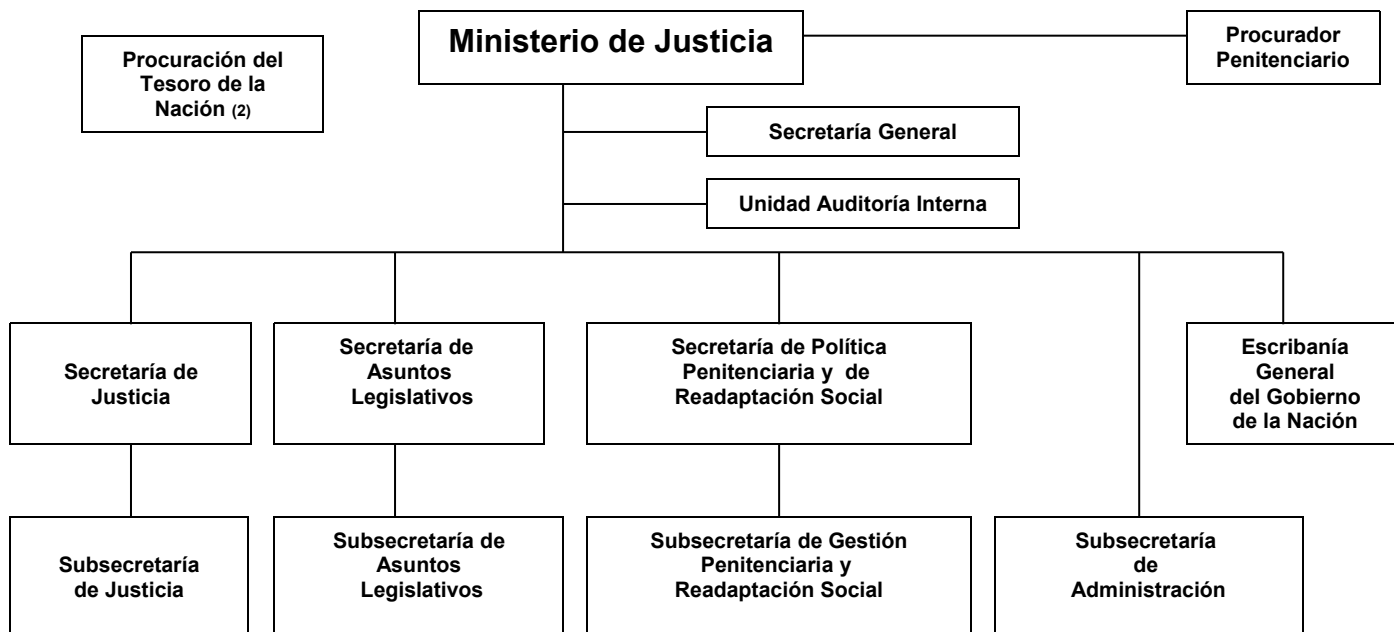 Ministerio de Justicia
Procurador
Penitenciario
Procuración del
Tesoro de la
Nación (2)
Secretaría General
Unidad Auditoría Interna
Secretaría de
Justicia
Secretaría de
Asuntos
Legislativos
Secretaría de Política
Penitenciaria y de
Readaptación Social
Escribanía
General
del Gobierno
de la Nación
Subsecretaría
de Justicia
Subsecretaría de
Asuntos
Legislativos
Subsecretaría de Gestión
Penitenciaria y
Readaptación Social
Subsecretaría
de
Administración